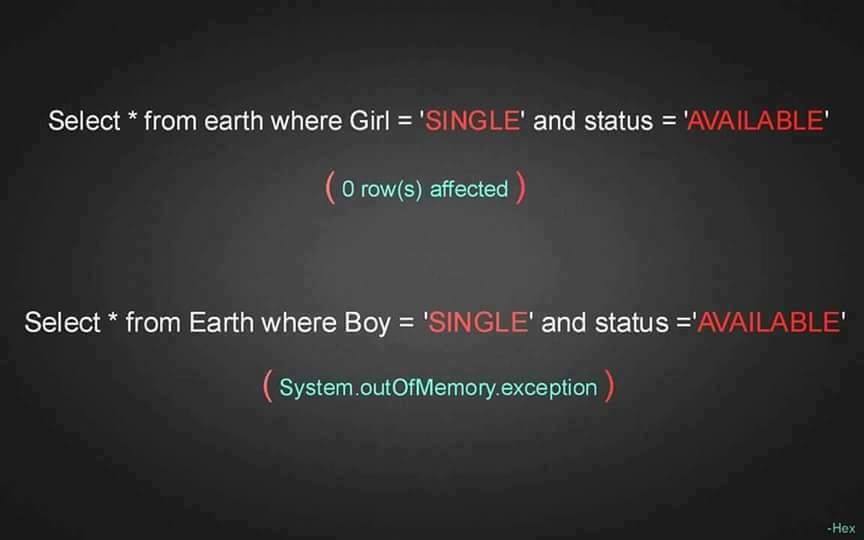 Select * from earth where Girl = 'SINGLE' and status = 'AVAILABLE'
( 0 row(s) affected )
Select * from Earth where Boy = 'SINGLE' and status ='AVAILABLE'
( System.outOfMemory.exception )
-Hex